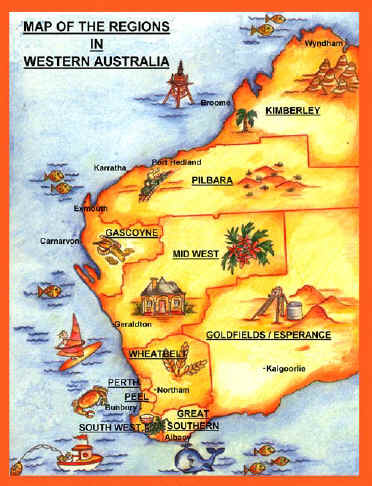 MAP OF THE REGIONS
IN
WESTERN AUSTRALIA
Wyndham
Broome
KIMBERLEY
Port Hedland
Karratha
PILBARA
Exmouth
GASCOYNE
Carnarvon
MID WEST
Geraldton
GOLDFIELDS / ESPERANCE
WHEATBELT
Kalgoorlie
PERTH
Northam
PEEL
Bunbury
GREAT
SOUTHERN
SOUTH WEST
Albany